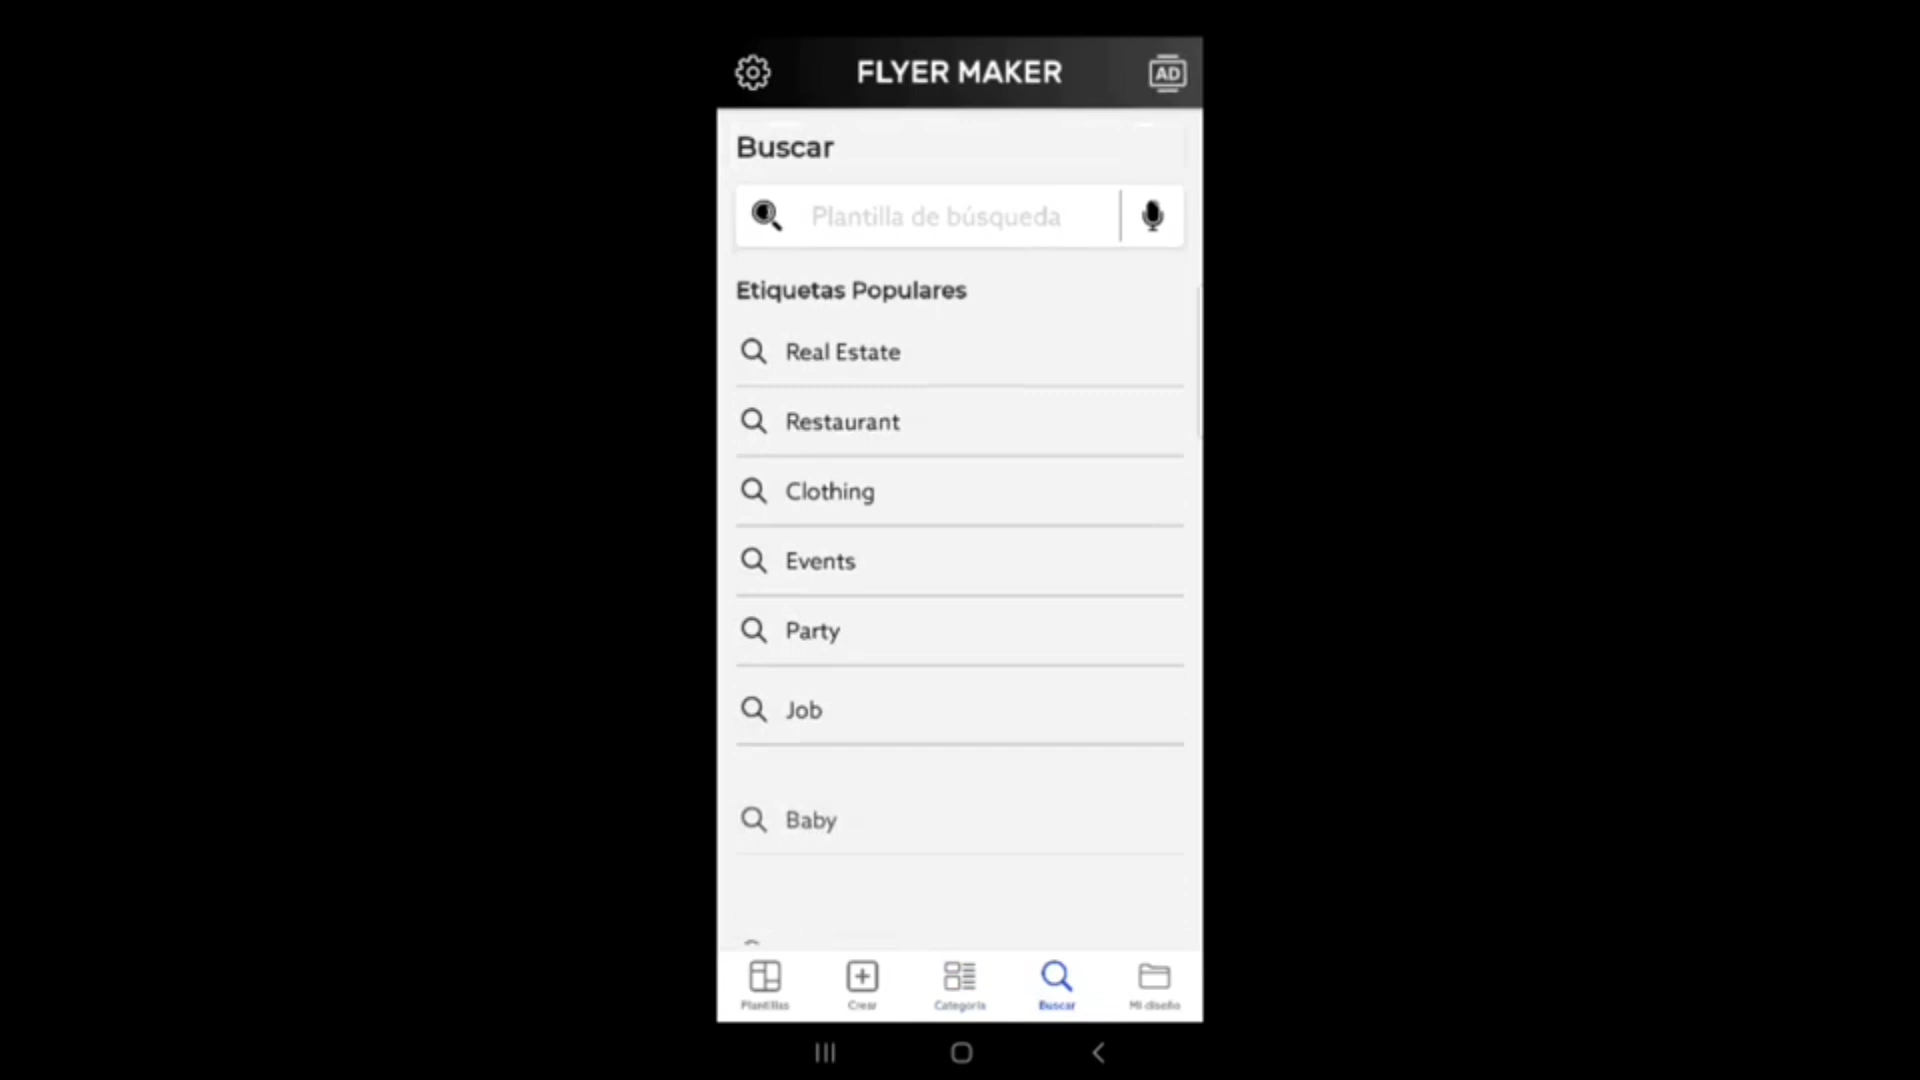 FLYER MAKER
AD
Buscar
Plantilla de búsqueda
Etiquetas Populares
Real Estate
Restaurant
Clothing
Events
Party
Job
Baby
Plantillas
Crear
Categoría
Buscar
Mi diseño